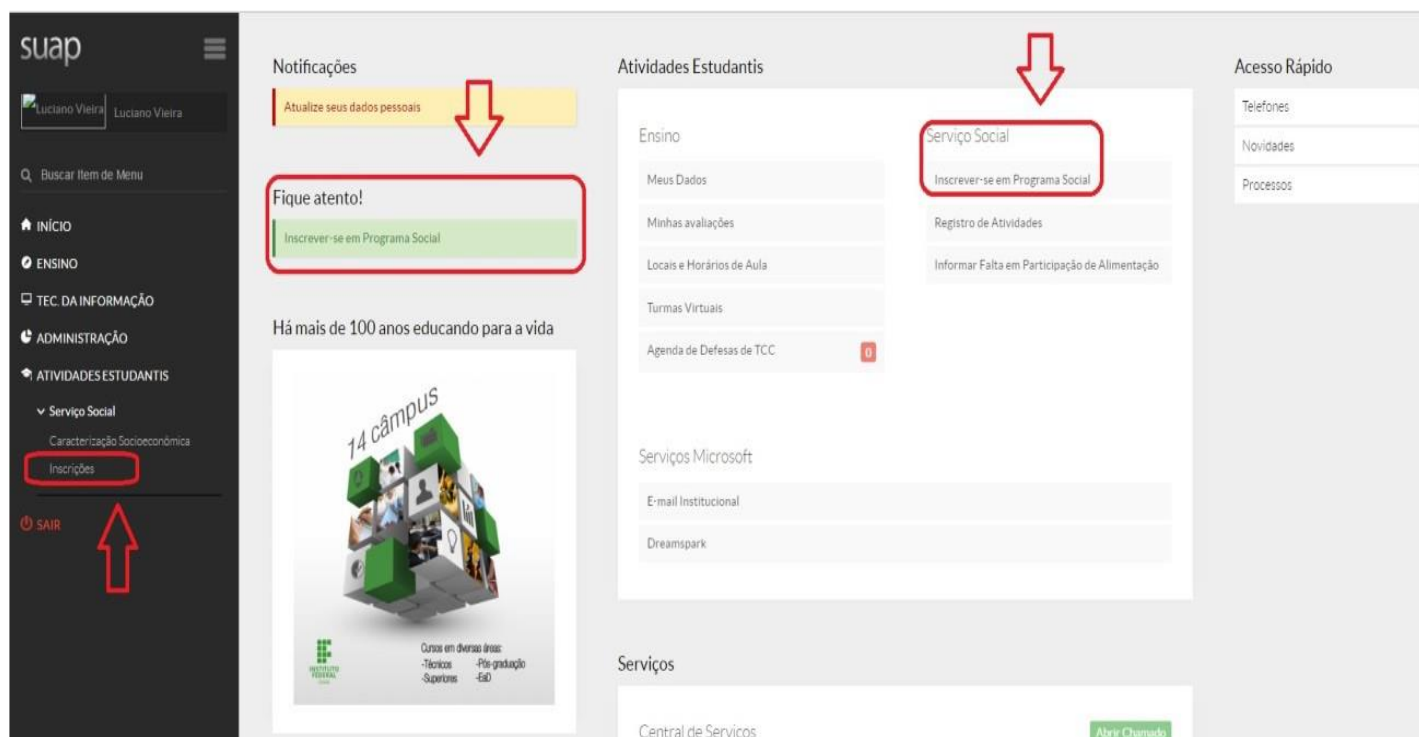 suap
Luciano Vieira Luciano Vieira
Buscar Item de Menu
INÍCIO
ENSINO
TEC. DA INFORMAÇÃO
ADMINISTRAÇÃO
ATIVIDADES ESTUDANTIS
Serviço Social
Caracterização Socioeconômica
Inscrições
SAIR
Notificações
Atualize seus dados pessoais
Fique atento!
Inscrever-se em Programa Social
Há mais de 100 anos educando para a vida
14 câmpus
INSTITUTO
FEDERAL
Cursos em diversas áreas:
-Técnicos -Pós-graduação
-Superiores -EaD
Atividades Estudantis
Ensino
Meus Dados
Minhas avaliações
Locais e Horários de Aula
Turmas Virtuais
Agenda de Defesas de TCC 0
Serviço Social
Inscrever-se em Programa Social
Registro de Atividades
Informar Falta em Participação de Alimentação
Serviços Microsoft
E-mail Institucional
Dreamspark
Serviços
Central de Serviços Abrir Chamado
Acesso Rápido
Telefones
Novidades
Processos